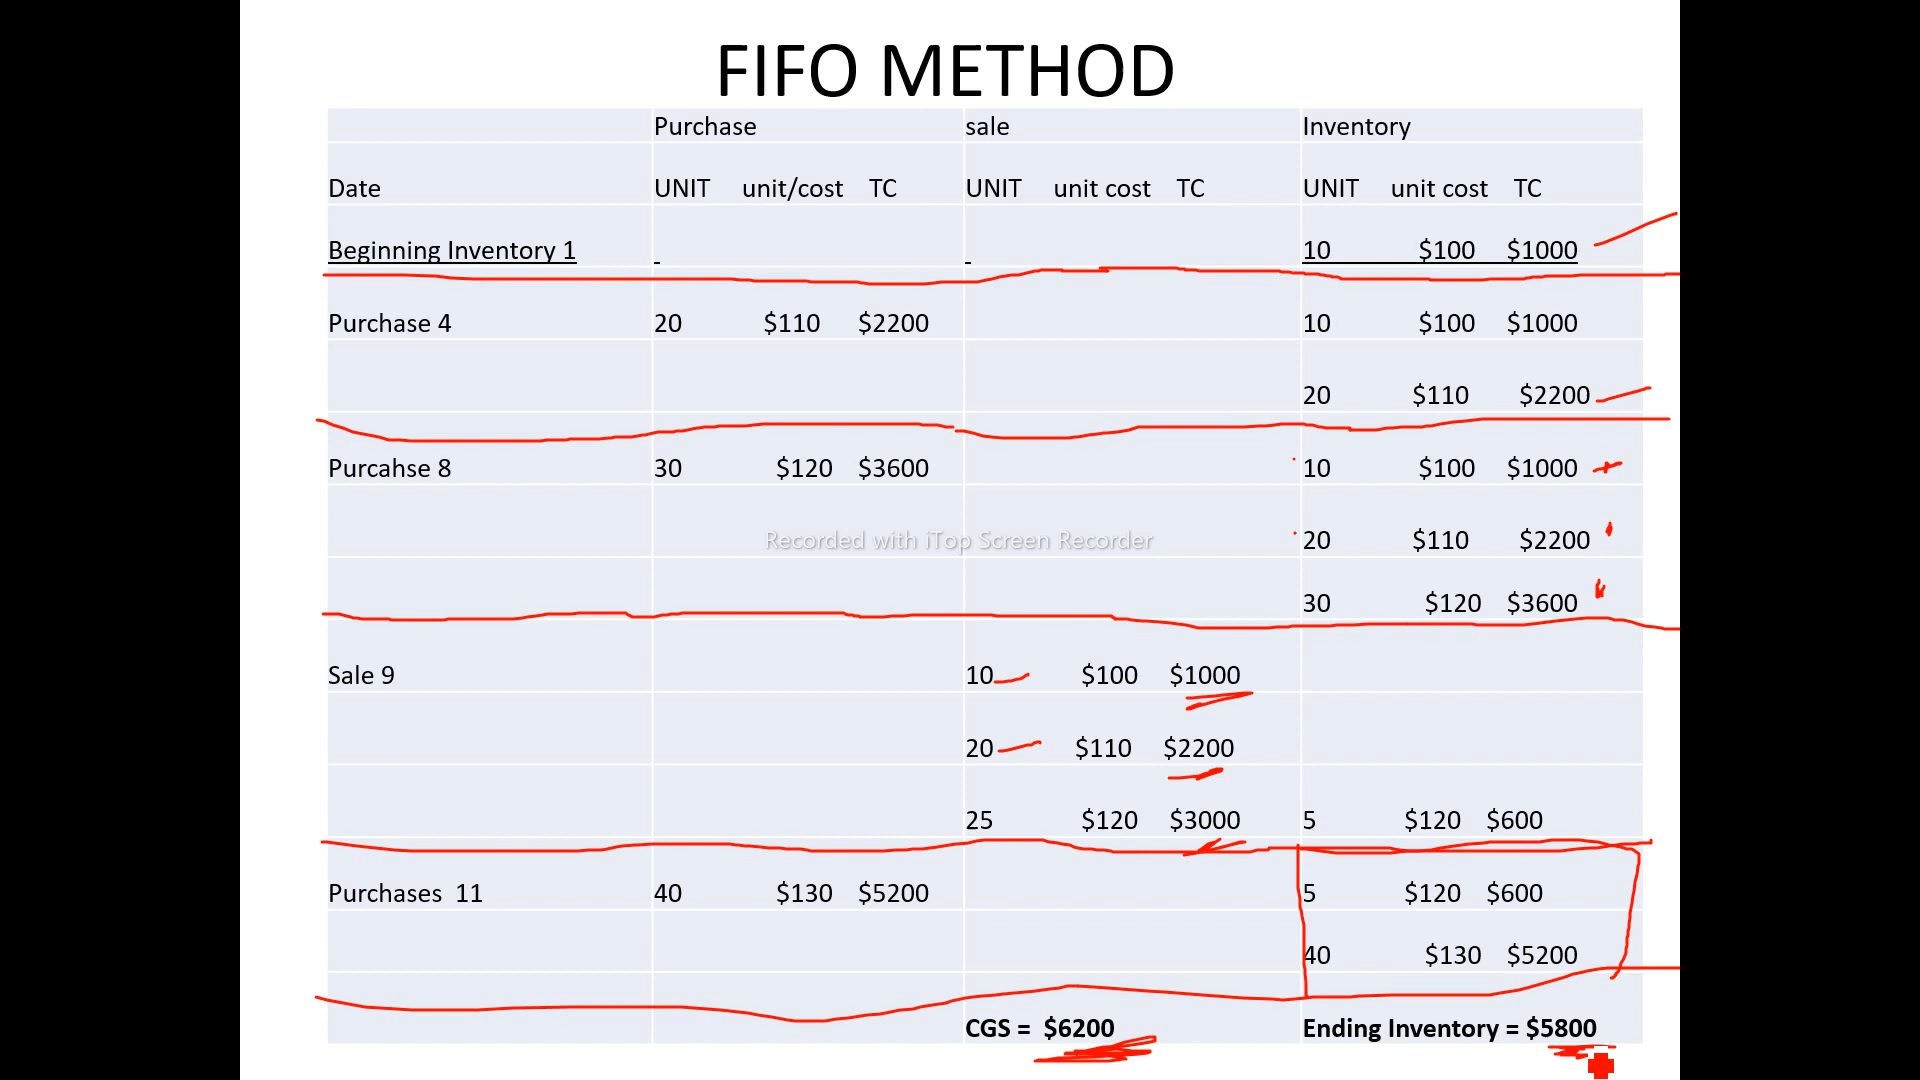 FIFO METHOD
Purchase sale Inventory
Date UNIT unit/cost TC UNIT unit cost TC UNIT unit cost TC
Beginning Inventory 1 - - 10 $100 $1000
Purchase 4 20 $110 $2200 10 $100 $1000
20 $110 $2200
Purcahse 8 30 $120 $3600 10 $100 $1000
Recorded with iTop Screen Recorder 20 $110 $2200
30 $120 $3600
Sale 9 10 $100 $1000
20 $110 $2200
25 $120 $3000 5 $120 $600
Purchases 11 40 $130 $5200 5 $120 $600
40 $130 $5200
CGS = $6200 Ending Inventory = $5800